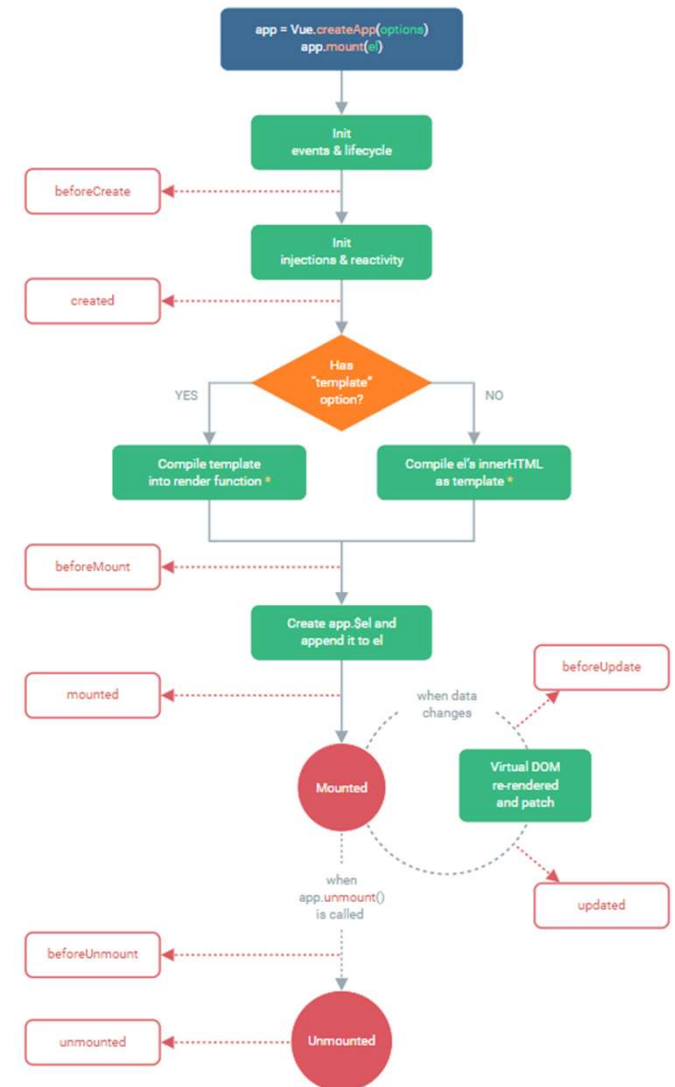 app = Vue.createApp(options)
app.mount(el)
Init
events & lifecycle
beforeCreate
Init
injections & reactivity
created
Has
"template"
option?
YES
NO
Compile template
into render function *
Compile el's innerHTML
as template *
beforeMount
Create app.$el and
append it to el
beforeUpdate
mounted
when data
changes
Mounted
Virtual DOM
re-rendered
and patch
when
app.unmount()
is called
updated
beforeUnmount
unmounted
Unmounted